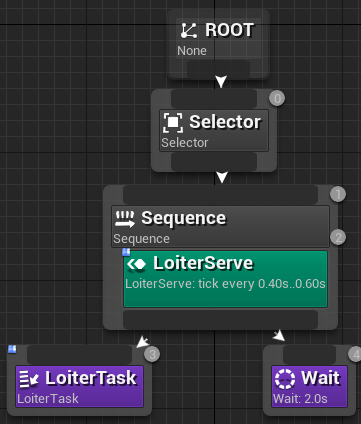 ROOT
None
0
Selector
Selector
1
Sequence
Sequence
2
LoiterServe
LoiterServe: tick every 0.40s..0.60s
3
LoiterTask
LoiterTask
4
Wait
Wait: 2.0s